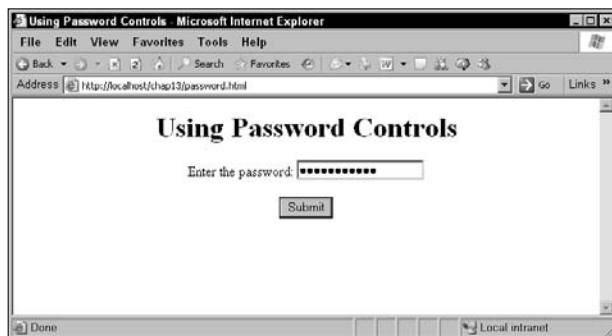 Using Password Controls - Microsoft Internet Explorer
File Edit View Favorites Tools Help
Back Search Favorites
Address http://localhost/chap13/password.html Go Links »
Using Password Controls
Enter the password: •••••••••••
Submit
Done Local intranet